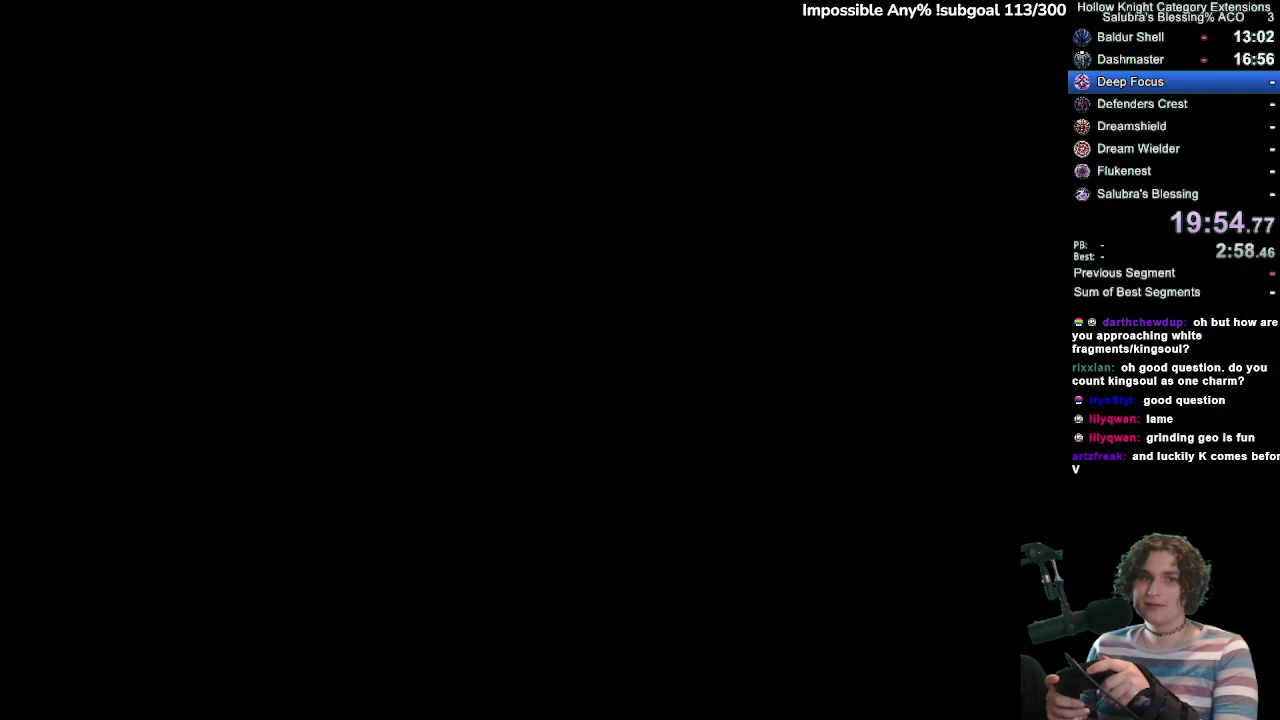 Impossible Any% !subgoal 113/300
Hollow Knight Category Extensions
Salubra's Blessing% ACO 3
Baldur Shell - 13:02
Dashmaster - 16:56
Deep Focus -
Defenders Crest -
Dreamshield -
Dream Wielder -
Flukenest -
Salubra's Blessing -
19:54.77
PB: -
Best: -
2:58.46
Previous Segment -
Sum of Best Segments -
darthchewdup: oh but how are
you approaching white
fragments/kingsoul?
rixxian: oh good question. do you
count kingsoul as one charm?
good question
lilyqwan: lame
lilyqwan: grinding geo is fun
artzfreak: and luckily K comes befor
V